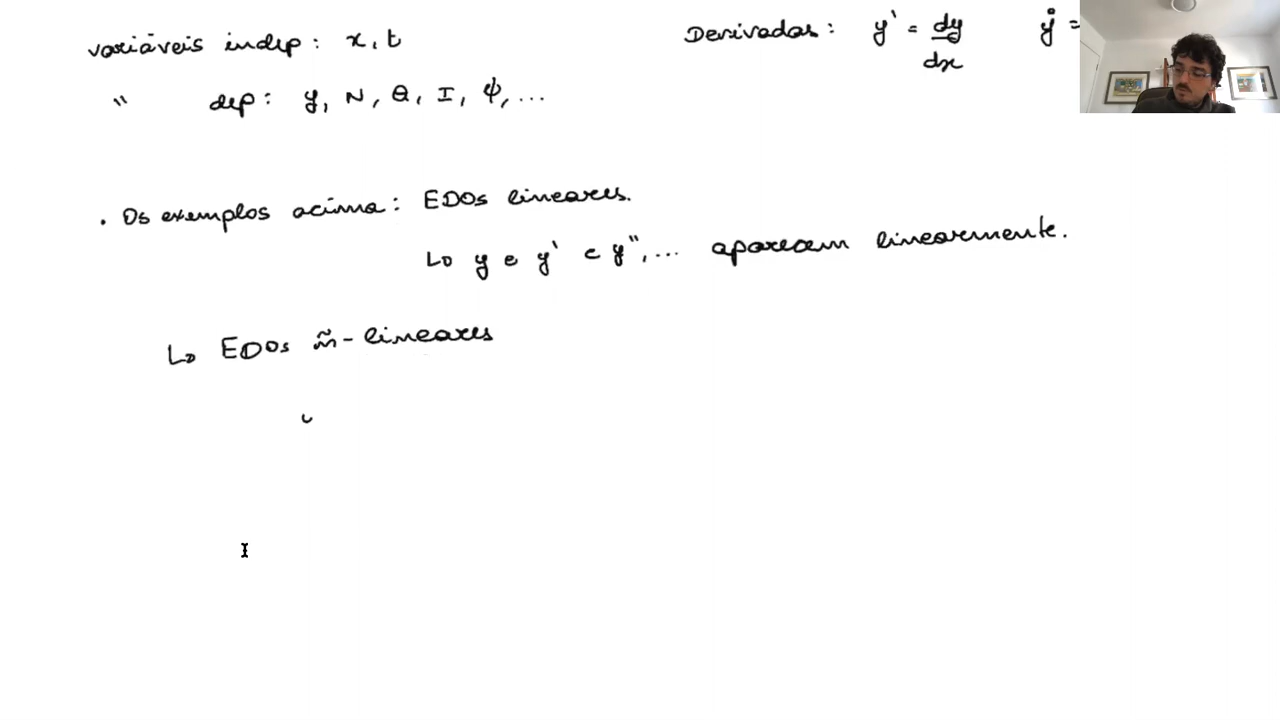 variáveis indep: x, t
Derivadas: y' = dy/dx ẏ =
" dep: y, N, Q, I, ψ, ...
. Os exemplos acima: EDOs lineares.
↳ y e y' e y'', ... aparecem linearmente.
↳ EDOs ñ-lineares